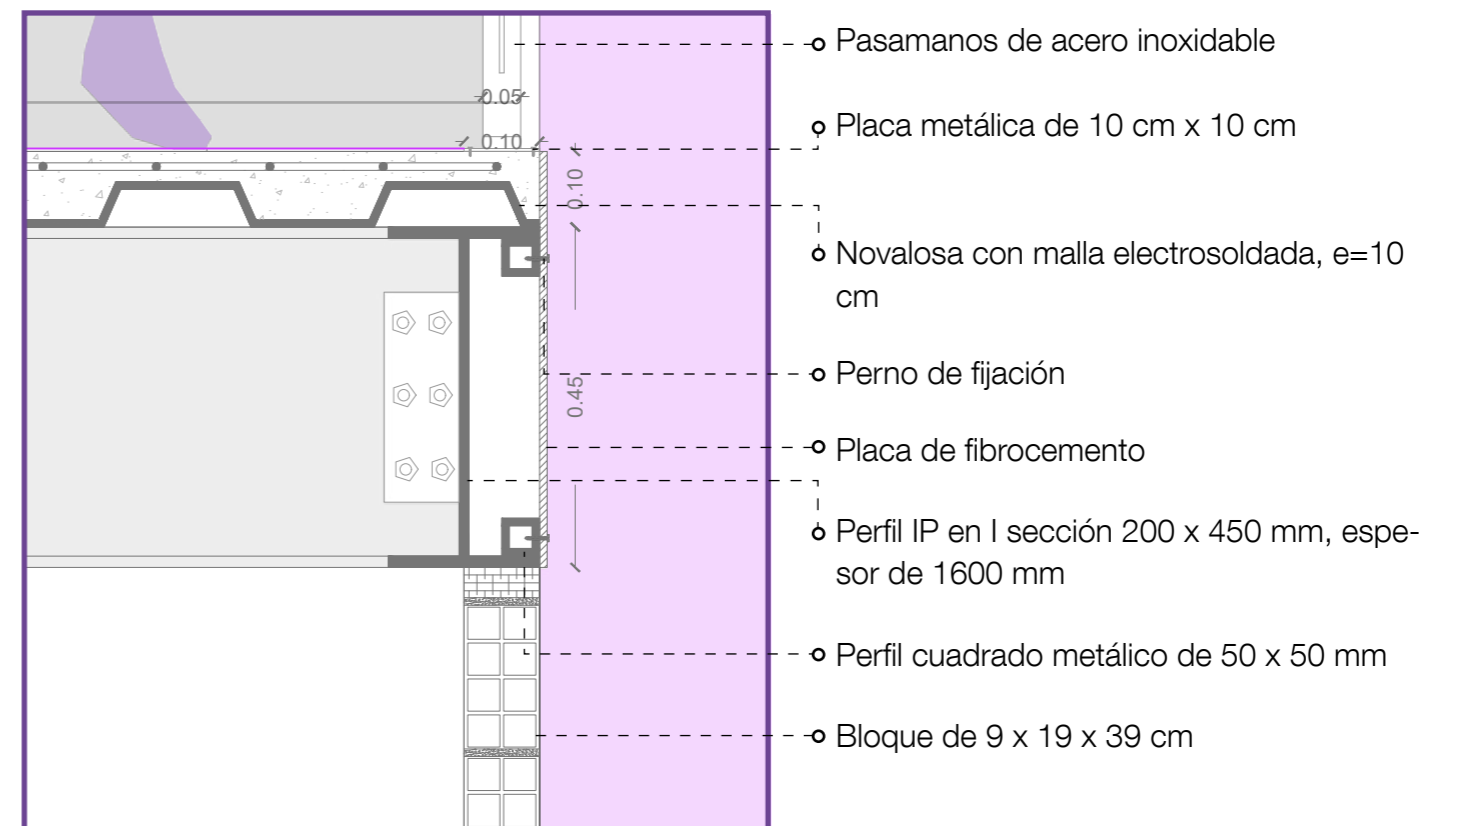 Pasamanos de acero inoxidable
0.05
Placa metálica de 10 cm x 10 cm
0.10
0.10
Novalosa con malla electrosoldada, e=10
cm
Perno de fijación
0.45
Placa de fibrocemento
Perfil IP en I sección 200 x 450 mm, espe-
sor de 1600 mm
Perfil cuadrado metálico de 50 x 50 mm
Bloque de 9 x 19 x 39 cm